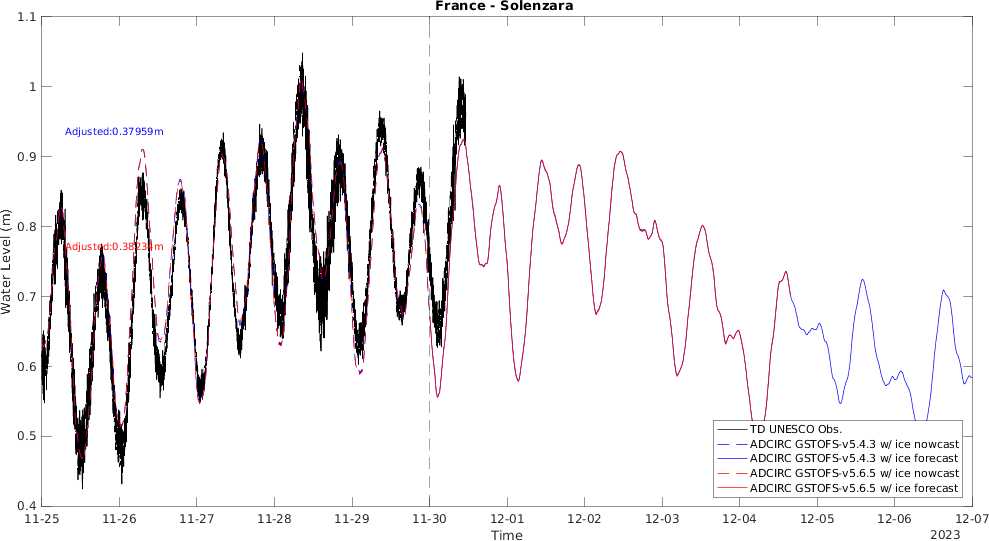 France - Solenzara
1.1
1
0.9
0.8
0.7
0.6
0.5
0.4
Water Level (m)
Adjusted:0.37959m
Adjusted:0.38234m
TD UNESCO Obs.
ADCIRC GSTOFS-v5.4.3 w/ ice nowcast
ADCIRC GSTOFS-v5.4.3 w/ ice forecast
ADCIRC GSTOFS-v5.6.5 w/ ice nowcast
ADCIRC GSTOFS-v5.6.5 w/ ice forecast
11-25 11-26 11-27 11-28 11-29 11-30 12-01 12-02 12-03 12-04 12-05 12-06 12-07
Time
2023